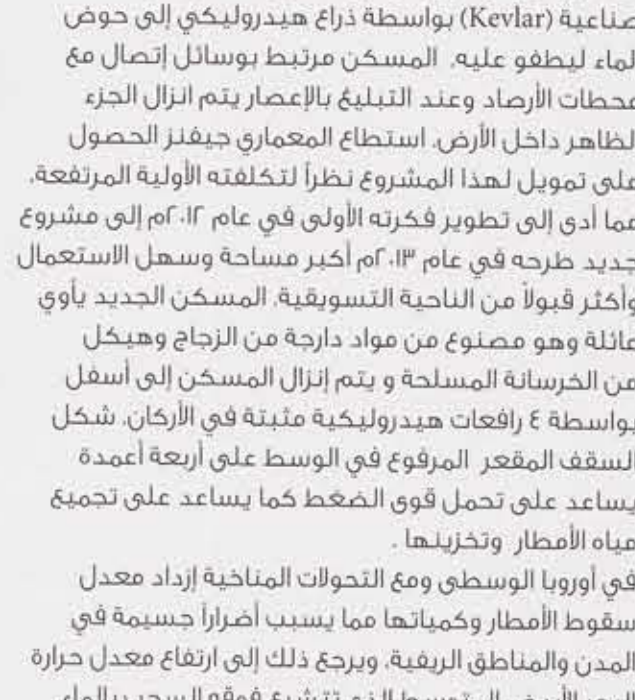 صناعية (Kevlar) بواسطة ذراع هيدروليكي إلى حوض
الماء ليطفو عليه. المسكن مرتبط بوسائل إتصال مع
محطات الأرصاد وعند التبليغ بالإعصار يتم انزال الجزء
الظاهر داخل الأرض. استطاع المعماري جيفنز الحصول
على تمويل لهذا المشروع نظراً لتكلفته الأولية المرتفعة.
مما أدى إلى تطوير فكرته الأولى في عام ٢٠١٢م إلى مشروع
جديد طرحه في عام ٢٠١٣م أكبر مساحة وسهل الاستعمال
وأكثر قبولاً من الناحية التسويقية. المسكن الجديد يأوي
عائلة وهو مصنوع من مواد دارجة من الزجاج وهيكل
من الخرسانة المسلحة و يتم إنزال المسكن إلى أسفل
بواسطة ٤ رافعات هيدروليكية مثبتة في الأركان. شكل
السقف المقعر المرفوع في الوسط على أربعة أعمدة
يساعد على تحمل قوى الضغط كما يساعد على تجميع
مياه الأمطار وتخزينها .
في أوروبا الوسطى ومع التحولات المناخية إزداد معدل
سقوط الأمطار وكمياتها مما يسبب أضراراً جسيمة في
المدن والمناطق الريفية. ويرجع ذلك إلى ارتفاع معدل حرارة